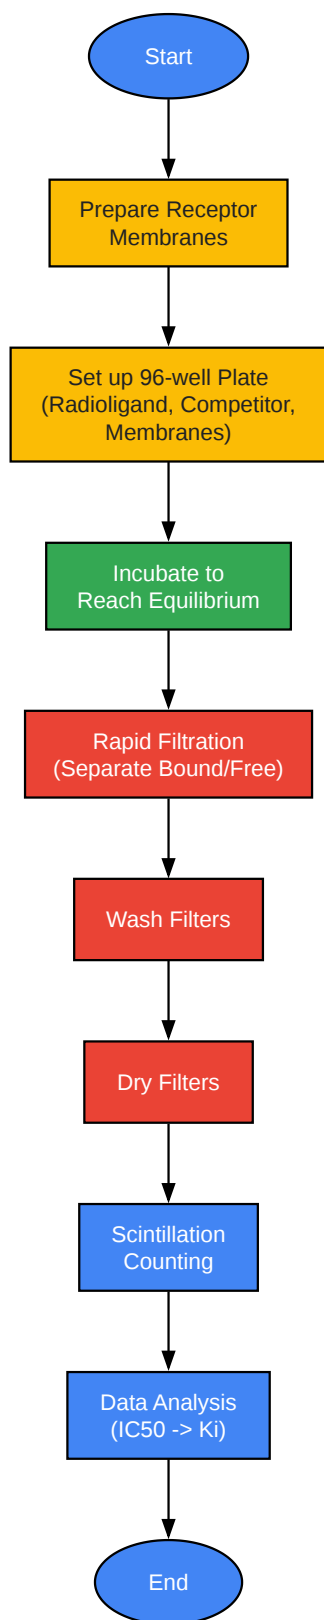 Start
Prepare Receptor
Membranes
Set up 96-well Plate
(Radioligand, Competitor,
Membranes)
Incubate to
Reach Equilibrium
Rapid Filtration
(Separate Bound/Free)
Wash Filters
Dry Filters
Scintillation
Counting
Data Analysis
(IC50 -> Ki)
End